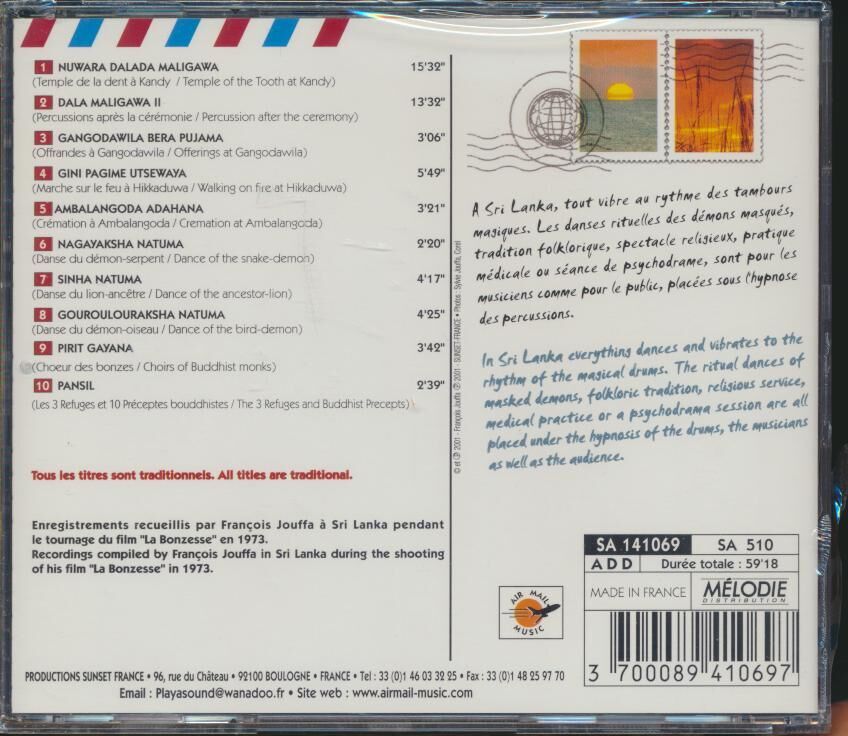 1 NUWARA DALADA MALIGAWA 15'32"
(Temple de la dent à Kandy / Temple of the Tooth at Kandy)
2 DALA MALIGAWA II 13'32"
(Percussions après la cérémonie / Percussion after the ceremony)
3 GANGODAWILA BERA PUJAMA 3'06"
(Offrandes à Gangodawila / Offerings at Gangodawila)
4 GINI PAGIME UTSEWAYA 5'49"
(Marche sur le feu à Hikkaduwa / Walking on fire at Hikkaduwa)
5 AMBALANGODA ADAHANA 3'21"
(Crémation à Ambalangoda / Cremation at Ambalangoda)
6 NAGAYAKSHA NATUMA 2'20"
(Danse du démon-serpent / Dance of the snake-demon)
7 SINHA NATUMA 4'17"
(Danse du lion-ancêtre / Dance of the ancestor-lion)
8 GOUROULOURAKSHA NATUMA 4'25"
(Danse du démon-oiseau / Dance of the bird-demon)
9 PIRIT GAYANA 3'42"
(Choeur des bonzes / Choirs of Buddhist monks)
10 PANSIL 2'39"
(Les 3 Refuges et 10 Préceptes bouddhistes / The 3 Refuges and Buddhist Precepts)
Tous les titres sont traditionnels. All titles are traditional.
Enregistrements recueillis par François Jouffa à Sri Lanka pendant
le tournage du film "La Bonzesse" en 1973.
Recordings compiled by François Jouffa in Sri Lanka during the shooting
of his film "La Bonzesse" in 1973.
© et ℗ 2001 - François Jouffa ℗ 2001 - SUNSET-FRANCE • Photos : Sylvie Jouffa, Corel
A Sri Lanka, tout vibre au rythme des tambours
magiques. Les danses rituelles des démons masqués,
tradition folklorique, spectacle religieux, pratique
médicale ou séance de psychodrame, sont pour les
musiciens comme pour le public, placées sous l'hypnose
des percussions.
In Sri Lanka everything dances and vibrates to the
rhythm of the magical drums. The ritual dances of
masked demons, folkloric tradition, religious service,
medical practice or a psychodrama session are all
placed under the hypnosis of the drums, the musicians
as well as the audience.
SA 141069 SA 510
ADD Durée totale : 59'18
MADE IN FRANCE MÉLODIE
DISTRIBUTION
AIR MAIL
MUSIC
3 700089 410697
PRODUCTIONS SUNSET FRANCE • 96, rue du Château • 92100 BOULOGNE • FRANCE • Tel : 33 (0)1 46 03 32 25 • Fax : 33 (0)1 48 25 97 70
Email : Playasound@wanadoo.fr • Site web : www.airmail-music.com